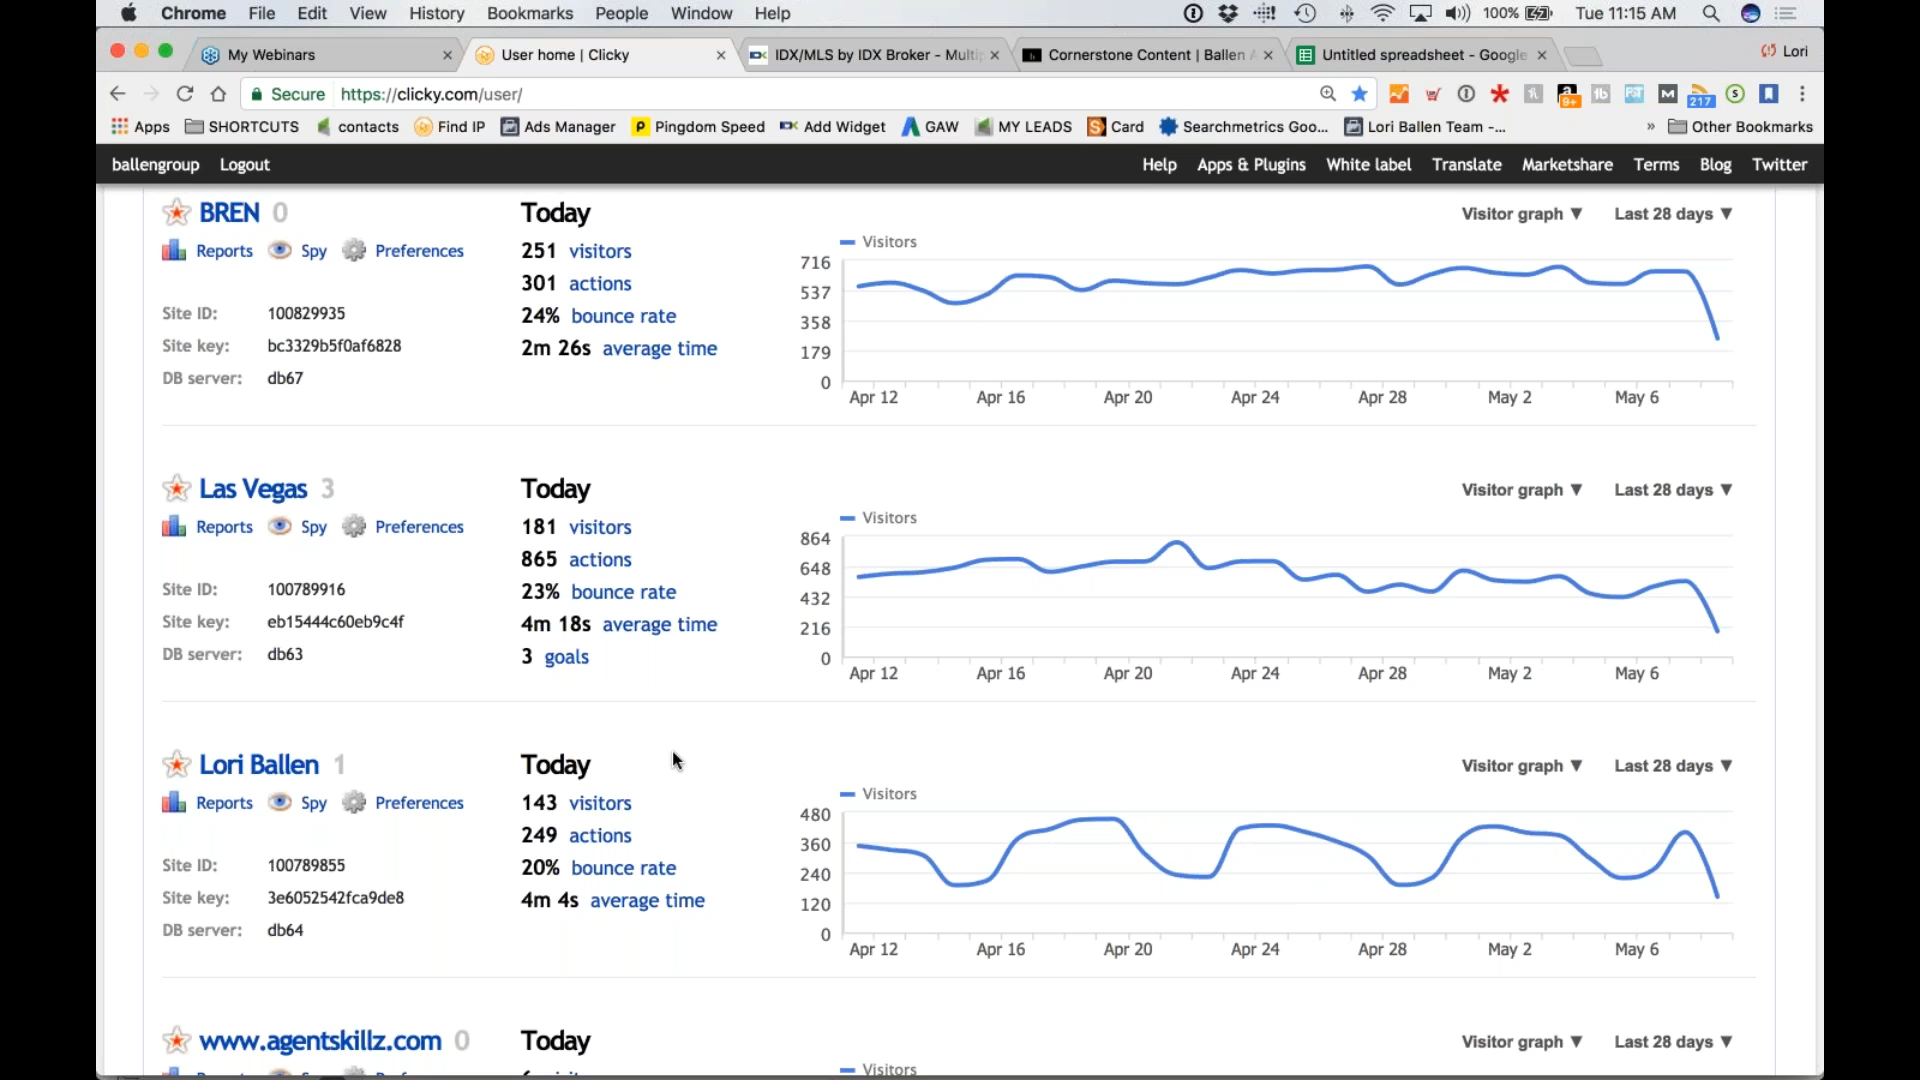 Chrome File Edit View History Bookmarks People Window Help 100% Tue 11:15 AM
My Webinars × User home | Clicky × IDX/MLS by IDX Broker - Multip × Cornerstone Content | Ballen A × Untitled spreadsheet - Google × Lori
Secure https://clicky.com/user/ 9+ 217
Apps SHORTCUTS contacts Find IP Ads Manager Pingdom Speed Add Widget GAW MY LEADS Card Searchmetrics Goo... Lori Ballen Team -... » Other Bookmarks
ballengroup Logout Help Apps & Plugins White label Translate Marketshare Terms Blog Twitter
BREN 0 Today Visitor graph ▼ Last 28 days ▼
Reports Spy Preferences 251 visitors Visitors
301 actions
Site ID: 100829935 24% bounce rate
Site key: bc3329b5f0af6828 2m 26s average time
DB server: db67
716
537
358
179
0
Apr 12 Apr 16 Apr 20 Apr 24 Apr 28 May 2 May 6
Las Vegas 3 Today Visitor graph ▼ Last 28 days ▼
Reports Spy Preferences 181 visitors Visitors
865 actions
Site ID: 100789916 23% bounce rate
Site key: eb15444c60eb9c4f 4m 18s average time
DB server: db63 3 goals
864
648
432
216
0
Apr 12 Apr 16 Apr 20 Apr 24 Apr 28 May 2 May 6
Lori Ballen 1 Today Visitor graph ▼ Last 28 days ▼
Reports Spy Preferences 143 visitors Visitors
249 actions
Site ID: 100789855 20% bounce rate
Site key: 3e6052542fca9de8 4m 4s average time
DB server: db64
480
360
240
120
0
Apr 12 Apr 16 Apr 20 Apr 24 Apr 28 May 2 May 6
www.agentskillz.com 0 Today Visitor graph ▼ Last 28 days ▼
Visitors